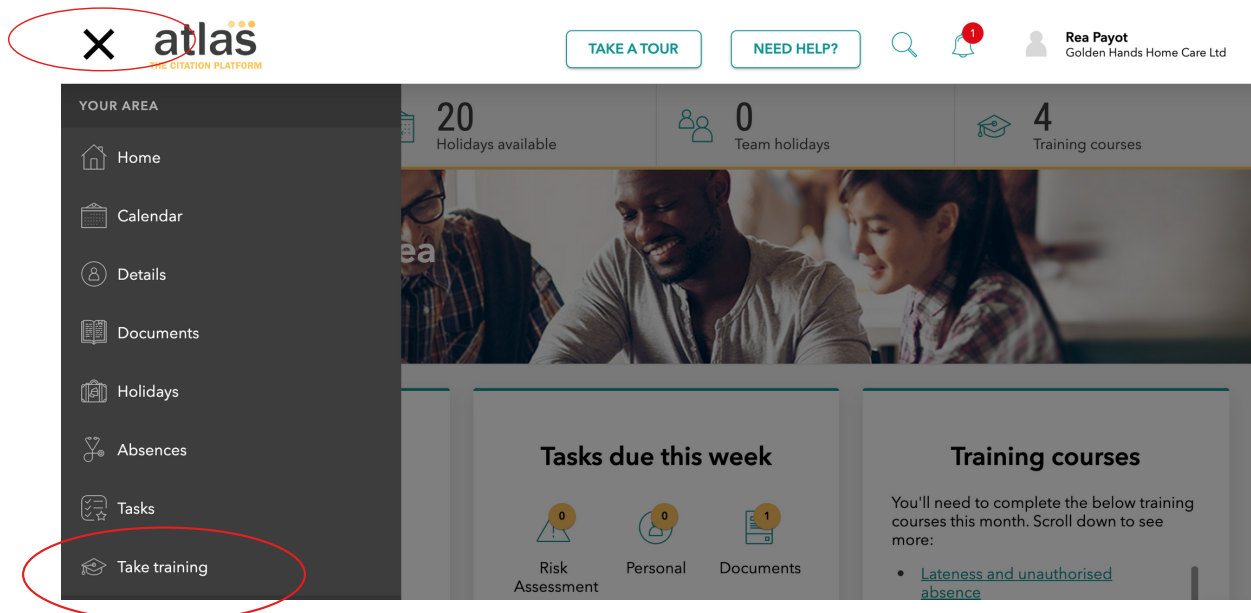 atlas
THE CITATION PLATFORM
TAKE A TOUR
NEED HELP?
1
Rea Payot
Golden Hands Home Care Ltd
YOUR AREA
Home
Calendar
Details
Documents
Holidays
Absences
Tasks
Take training
20
Holidays available
0
Team holidays
4
Training courses
ea
Tasks due this week
0
Risk
Assessment
0
Personal
1
Documents
Training courses
You'll need to complete the below training
courses this month. Scroll down to see
more:
• Lateness and unauthorised
absence